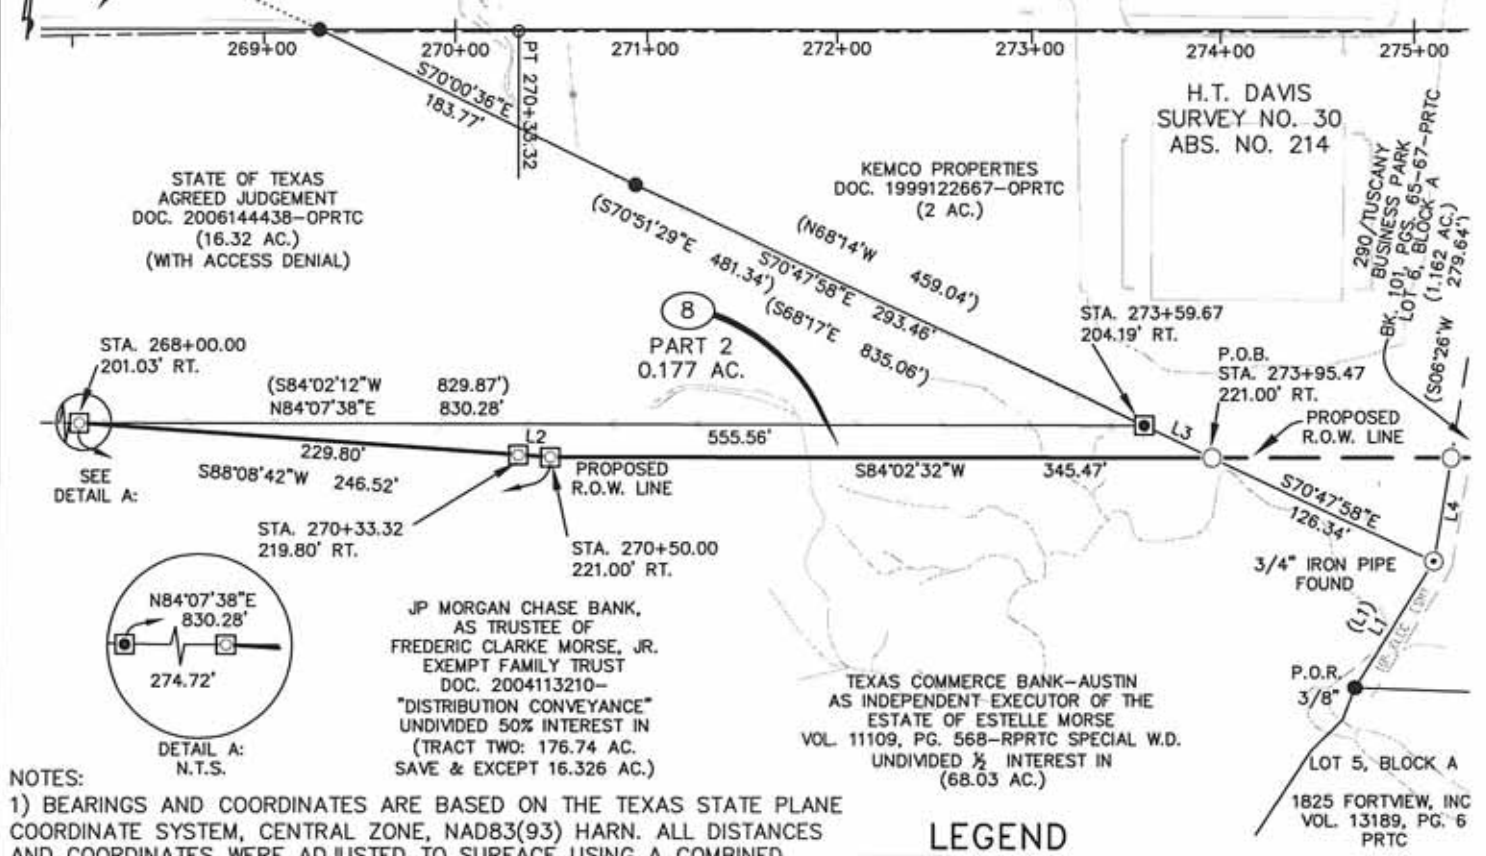 269+00
270+00
271+00
272+00
273+00
274+00
275+00
S70°00'36"E
183.77'
PT 270+33.32
H.T. DAVIS
SURVEY NO. 30
ABS. NO. 214
STATE OF TEXAS
AGREED JUDGEMENT
DOC. 2006144438-OPRTC
(16.32 AC.)
(WITH ACCESS DENIAL)
KEMCO PROPERTIES
DOC. 1999122667-OPRTC
(2 AC.)
290/TUSCANY
BUSINESS PARK
BK. 101, PGS. 65-67-PRTC
LOT 6, BLOCK A
(1.162 AC.)
(S06°26'W 279.64')
(S70°51'29"E 481.34')
(N68°14'W 459.04')
S70°47'58"E 293.46'
(S68°17'E 835.06')
8
PART 2
0.177 AC.
STA. 273+59.67
204.19' RT.
P.O.B.
STA. 273+95.47
221.00' RT.
PROPOSED
R.O.W. LINE
STA. 268+00.00
201.03' RT.
(S84°02'12"W 829.87')
N84°07'38"E 830.28'
L2
555.56'
L3
229.80'
S88°08'42"W 246.52'
PROPOSED
R.O.W. LINE
S84°02'32"W 345.47'
SEE
DETAIL A:
S70°47'58"E
126.34'
L4
STA. 270+33.32
219.80' RT.
STA. 270+50.00
221.00' RT.
3/4" IRON PIPE
FOUND
N84°07'38"E
830.28'
274.72'
DETAIL A:
N.T.S.
JP MORGAN CHASE BANK,
AS TRUSTEE OF
FREDERIC CLARKE MORSE, JR.
EXEMPT FAMILY TRUST
DOC. 2004113210-
"DISTRIBUTION CONVEYANCE"
UNDIVIDED 50% INTEREST IN
(TRACT TWO: 176.74 AC.
SAVE & EXCEPT 16.326 AC.)
TEXAS COMMERCE BANK-AUSTIN
AS INDEPENDENT EXECUTOR OF THE
ESTATE OF ESTELLE MORSE
VOL. 11109, PG. 568-RPRTC SPECIAL W.D.
UNDIVIDED ½ INTEREST IN
(68.03 AC.)
(L1)
L1
P.O.R.
3/8"
LOT 5, BLOCK A
1825 FORTVIEW, INC
VOL. 13189, PG. 6
PRTC
NOTES:
1) BEARINGS AND COORDINATES ARE BASED ON THE TEXAS STATE PLANE
COORDINATE SYSTEM, CENTRAL ZONE, NAD83(93) HARN. ALL DISTANCES
AND COORDINATES WERE ADJUSTED TO SURFACE USING A COMBINED
LEGEND